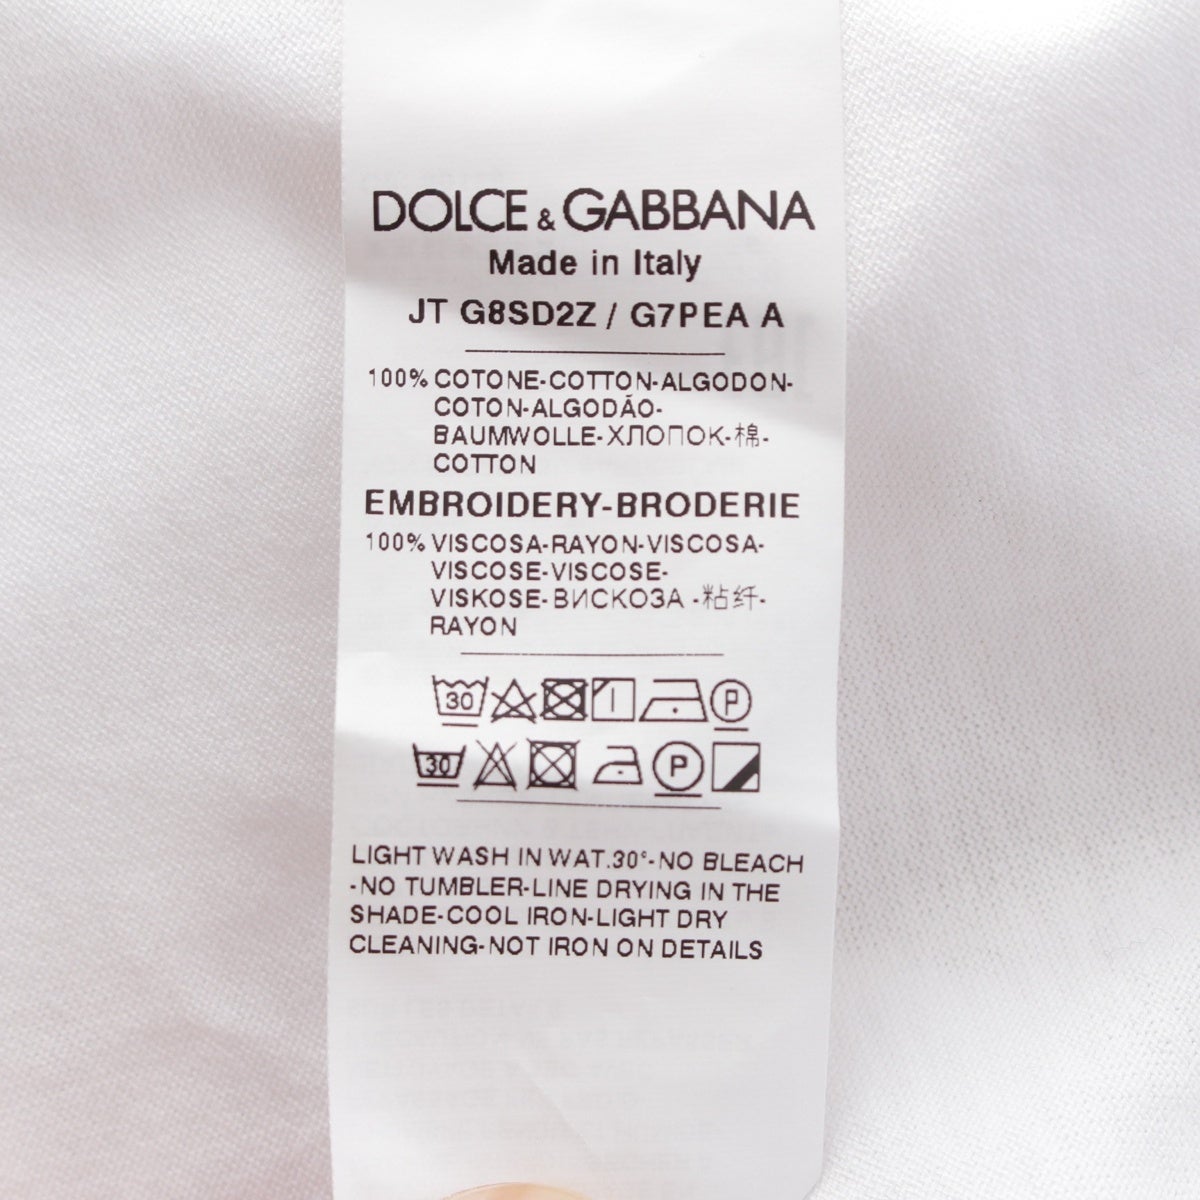 DOLCE & GABBANA
Made in Italy
JT G8SD2Z / G7PEA A
100% COTONE-COTTON-ALGODON-
COTON-ALGODÃO-
BAUMWOLLE-ХЛОПОК-棉-
COTTON
EMBROIDERY-BRODERIE
100% VISCOSA-RAYON-VISCOSA-
VISCOSE-VISCOSE-
VISKOSE-ВИСКОЗА -粘纤-
RAYON
30 P
30 P
LIGHT WASH IN WAT.30°-NO BLEACH
-NO TUMBLER-LINE DRYING IN THE
SHADE-COOL IRON-LIGHT DRY
CLEANING-NOT IRON ON DETAILS